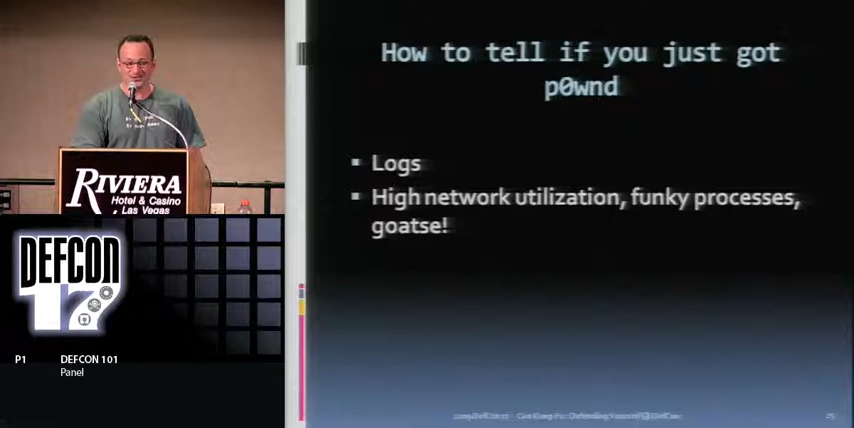 How to tell if you just got
p0wnd
▪ Logs
▪ High network utilization, funky processes,
goatse!
RIVIERA
Hotel & Casino
Las Vegas
DEFCON
17
P1 DEFCON 101
Panel